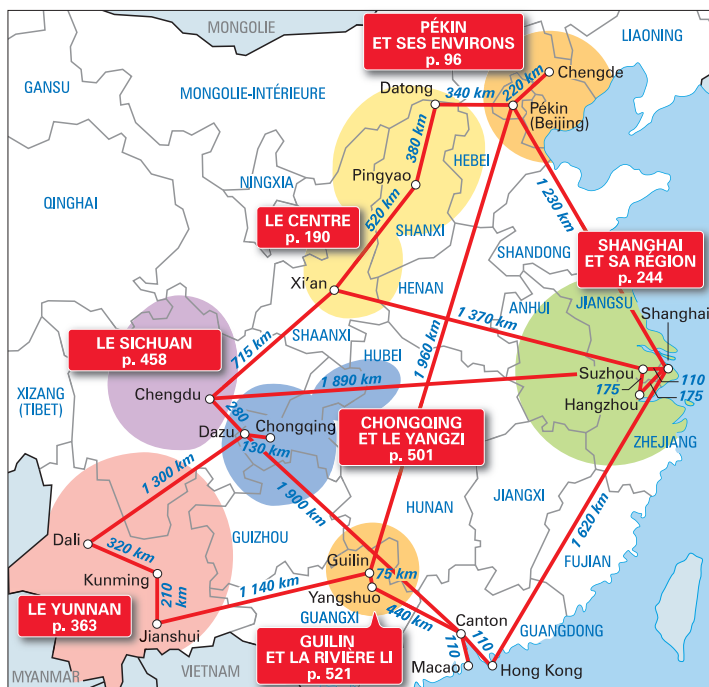 MONGOLIE
PÉKIN
ET SES ENVIRONS
p. 96
LIAONING
GANSU
MONGOLIE-INTÉRIEURE
Datong
340 km
220 km
Chengde
Pékin
(Beijing)
HEBEI
380 km
NINGXIA
Pingyao
QINGHAI
520 km
SHANXI
1 230 km
LE CENTRE
p. 190
SHANDONG
SHANGHAI
ET SA RÉGION
p. 244
Xi'an
HENAN
ANHUI
JIANGSU
1 370 km
Shanghai
SHAANXI
715 km
LE SICHUAN
p. 458
HUBEI
1 960 km
1 890 km
Suzhou
110
175
175
Hangzhou
XIZANG
(TIBET)
Chengdu
280
Dazu
Chongqing
130 km
CHONGQING
ET LE YANGZI
p. 501
ZHEJIANG
1 300 km
1 900 km
HUNAN
JIANGXI
1 620 km
GUIZHOU
Dali
320 km
FUJIAN
Guilin
75 km
Kunming
210
km
Yangshuo
1 140 km
LE YUNNAN
p. 363
440 km
Jianshui
GUANGXI
Canton
110
110
GUANGDONG
GUILIN
ET LA RIVIÈRE LI
p. 521
Macao
Hong Kong
MYANMAR
VIETNAM